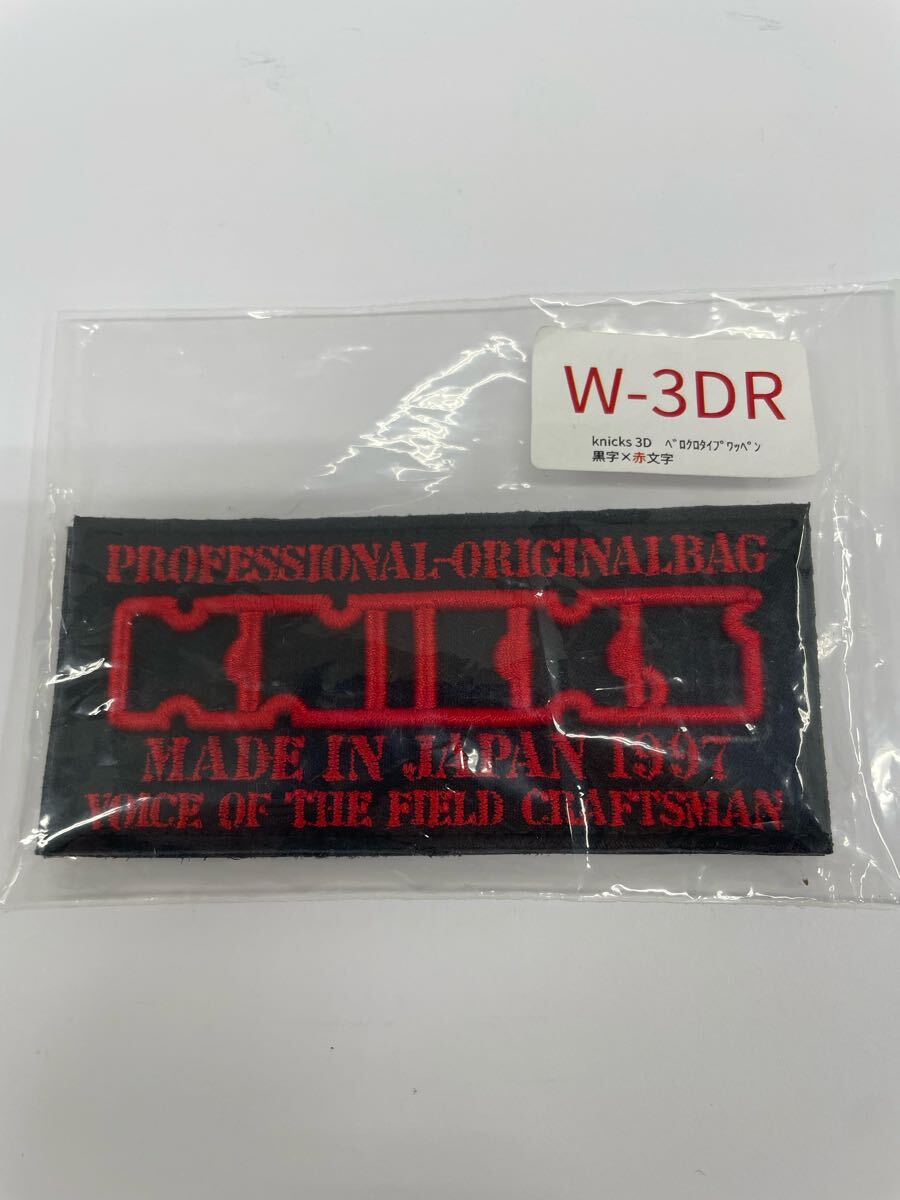 W-3DR
knicks 3D ﾍﾞﾛｸﾛﾀｲﾌﾟﾜｯﾍﾟﾝ
黒字×赤文字
PROFESSIONAL-ORIGINALBAG
KNICKS
MADE IN JAPAN 1997
VOICE OF THE FIELD CRAFTSMAN